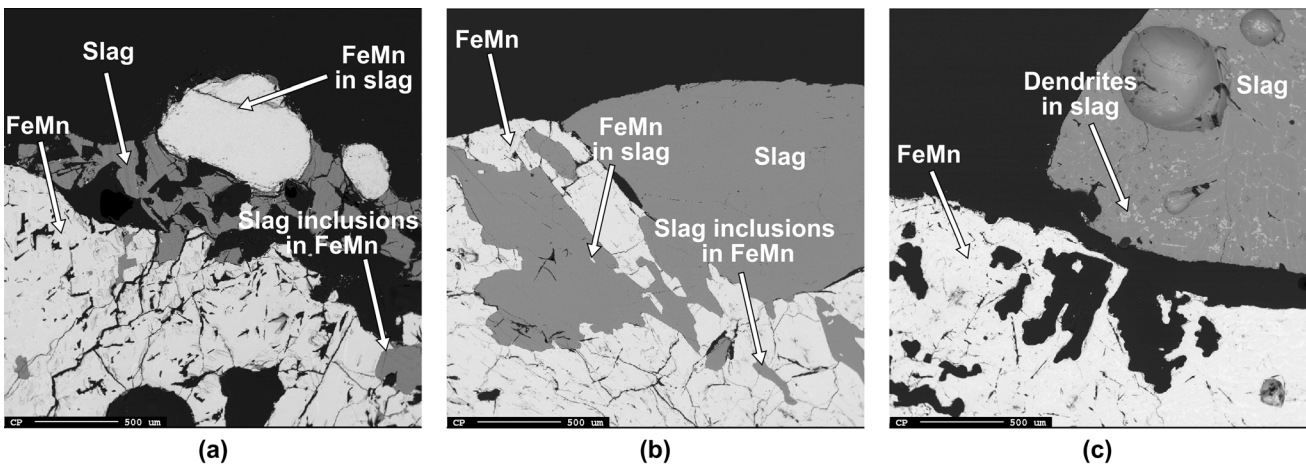 Slag
FeMn
in slag
FeMn
Slag inclusions
in FeMn
CP 500 um
(a)
FeMn
FeMn
in slag
Slag
Slag inclusions
in FeMn
CP 500 um
(b)
Dendrites
in slag
Slag
FeMn
CP 500 um
(c)